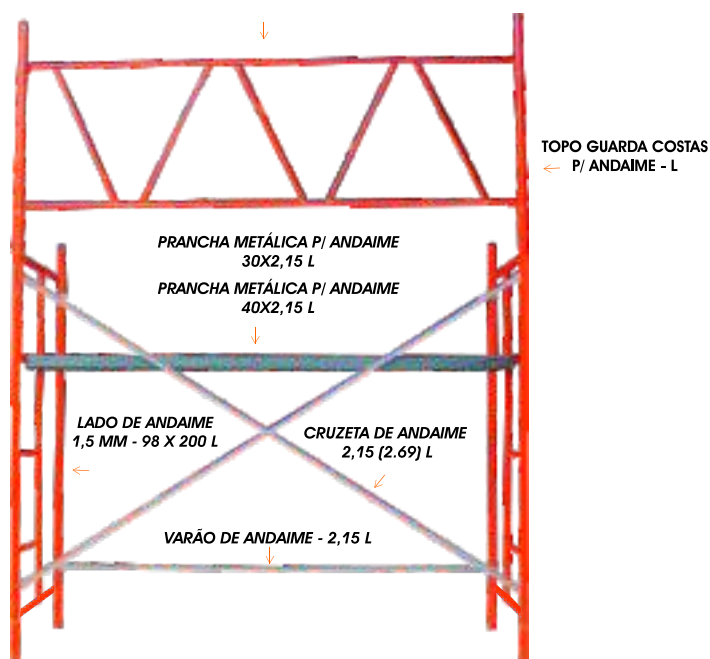 TOPO GUARDA COSTAS
P/ ANDAIME - L
PRANCHA METÁLICA P/ ANDAIME
30X2,15 L
PRANCHA METÁLICA P/ ANDAIME
40X2,15 L
LADO DE ANDAIME
1,5 MM - 98 X 200 L
CRUZETA DE ANDAIME
2,15 (2.69) L
VARÃO DE ANDAIME - 2,15 L